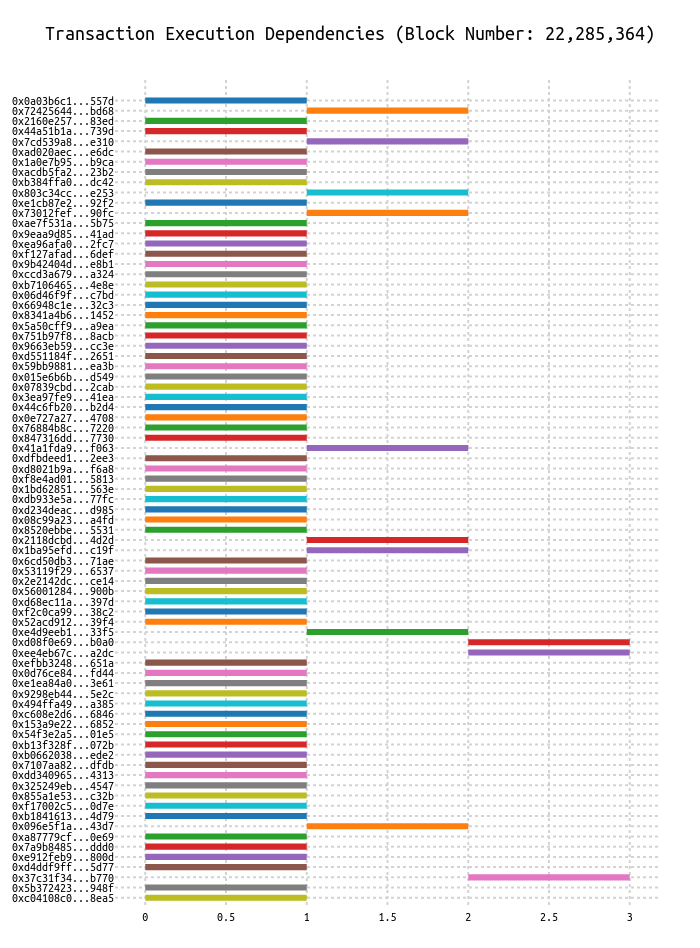 Transaction Execution Dependencies (Block Number: 22,285,364)
0x0a03b6c1...557d
0x72425644...bd68
0x2160e257...83ed
0x44a51b1a...739d
0x7cd539a8...e310
0xad020aec...e6dc
0x1a0e7b95...b9ca
0xacdb5fa2...23b2
0xb384ffa0...dc42
0x803c34cc...e253
0xe1cb87e2...92f2
0x73012fef...90fc
0xae7f531a...5b75
0x9eaa9d85...41ad
0xea96afa0...2fc7
0xf127afad...6def
0x9b42404d...e8b1
0xccd3a679...a324
0xb7106465...4e8e
0x06d46f9f...c7bd
0x66948c1e...32c3
0x8341a4b6...1452
0x5a50cff9...a9ea
0x751b97f8...8acb
0x9663eb59...cc3e
0xd551184f...2651
0x59bb9881...ea3b
0x015e6b6b...d549
0x07839cbd...2cab
0x3ea97fe9...41ea
0x44c6fb20...b2d4
0x0e727a27...4708
0x76884b8c...7220
0x847316dd...7730
0x41a1fda9...f063
0xdfbdeed1...2ee3
0xd8021b9a...f6a8
0xf8e4ad01...5813
0x1bd62851...563e
0xdb933e5a...77fc
0xd234deac...d985
0x08c99a23...a4fd
0x8520ebbe...5531
0x2118dcbd...4d2d
0x1ba95efd...c19f
0x6cd50db3...71ae
0x53119f29...6537
0x2e2142dc...ce14
0x56001284...900b
0xd68ec11a...397d
0xf2c0ca99...38c2
0x52acd912...39f4
0xe4d9eeb1...33f5
0xd08f0e69...b0a0
0xee4eb67c...a2dc
0xefbb3248...651a
0x0d76ce84...fd44
0xe1ea84a0...3e61
0x9298eb44...5e2c
0x494ffa49...a385
0xc608e2d6...6846
0x153a9e22...6852
0x54f3e2a5...01e5
0xb13f328f...072b
0xb0662038...ede2
0x7107aa82...dfdb
0xdd340965...4313
0x325249eb...4547
0x855a1e53...c32b
0xf17002c5...0d7e
0xb1841613...4d79
0x096e5f1a...43d7
0xa87779cf...0e69
0x7a9b8485...ddd0
0xe912feb9...800d
0xd4ddf9ff...5d77
0x37c31f34...b770
0x5b372423...948f
0xc04108c0...8ea5
0 0.5 1 1.5 2 2.5 3